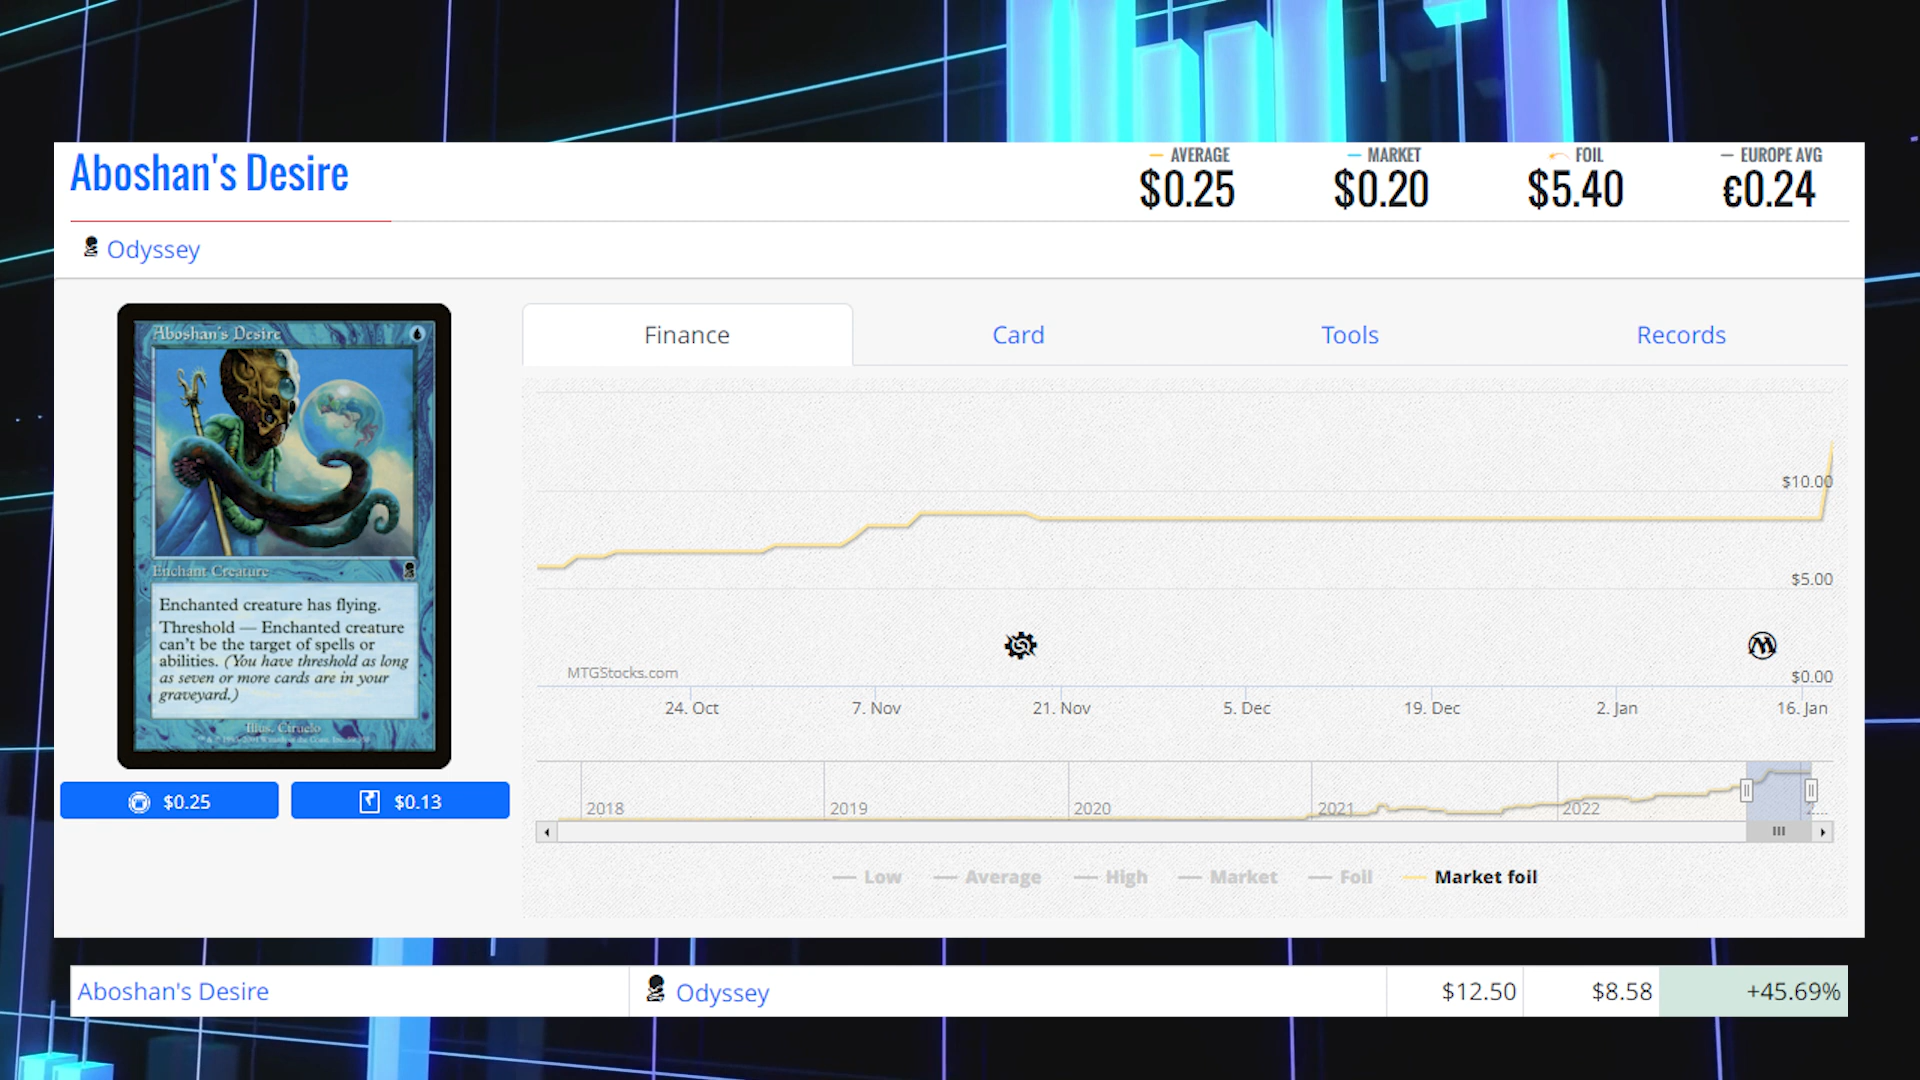 Aboshan's Desire
AVERAGE
$0.25
MARKET
$0.20
FOIL
$5.40
EUROPE AVG
€0.24
Odyssey
Aboshan's Desire
Enchant Creature
Enchanted creature has flying.
Threshold — Enchanted creature
can't be the target of spells or
abilities. (You have threshold as long
as seven or more cards are in your
graveyard.)
Illus. Ciruelo
$0.25
$0.13
Finance
Card
Tools
Records
$10.00
$5.00
$0.00
MTGStocks.com
24. Oct
7. Nov
21. Nov
5. Dec
19. Dec
2. Jan
16. Jan
2018
2019
2020
2021
2022
2....
Low
Average
High
Market
Foil
Market foil
Aboshan's Desire
Odyssey
$12.50
$8.58
+45.69%